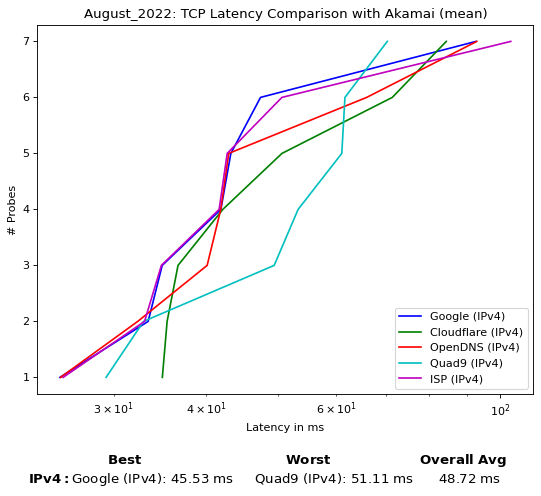 August_2022: TCP Latency Comparison with Akamai (mean)
# Probes
7
6
5
4
3
2
1
Google (IPv4)
Cloudflare (IPv4)
OpenDNS (IPv4)
Quad9 (IPv4)
ISP (IPv4)
3 × 10¹
4 × 10¹
6 × 10¹
10²
Latency in ms
Best Worst Overall Avg
IPv4: Google (IPv4): 45.53 ms Quad9 (IPv4): 51.11 ms 48.72 ms